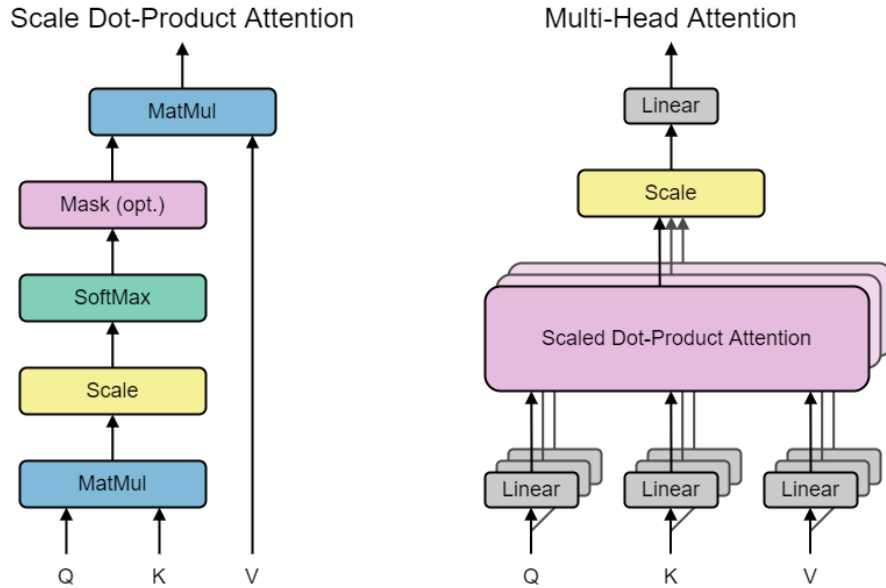 Scale Dot-Product Attention
MatMul
Mask (opt.)
SoftMax
Scale
MatMul
Q K V
Multi-Head Attention
Linear
Scale
Scaled Dot-Product Attention
Linear Linear Linear
Q K V